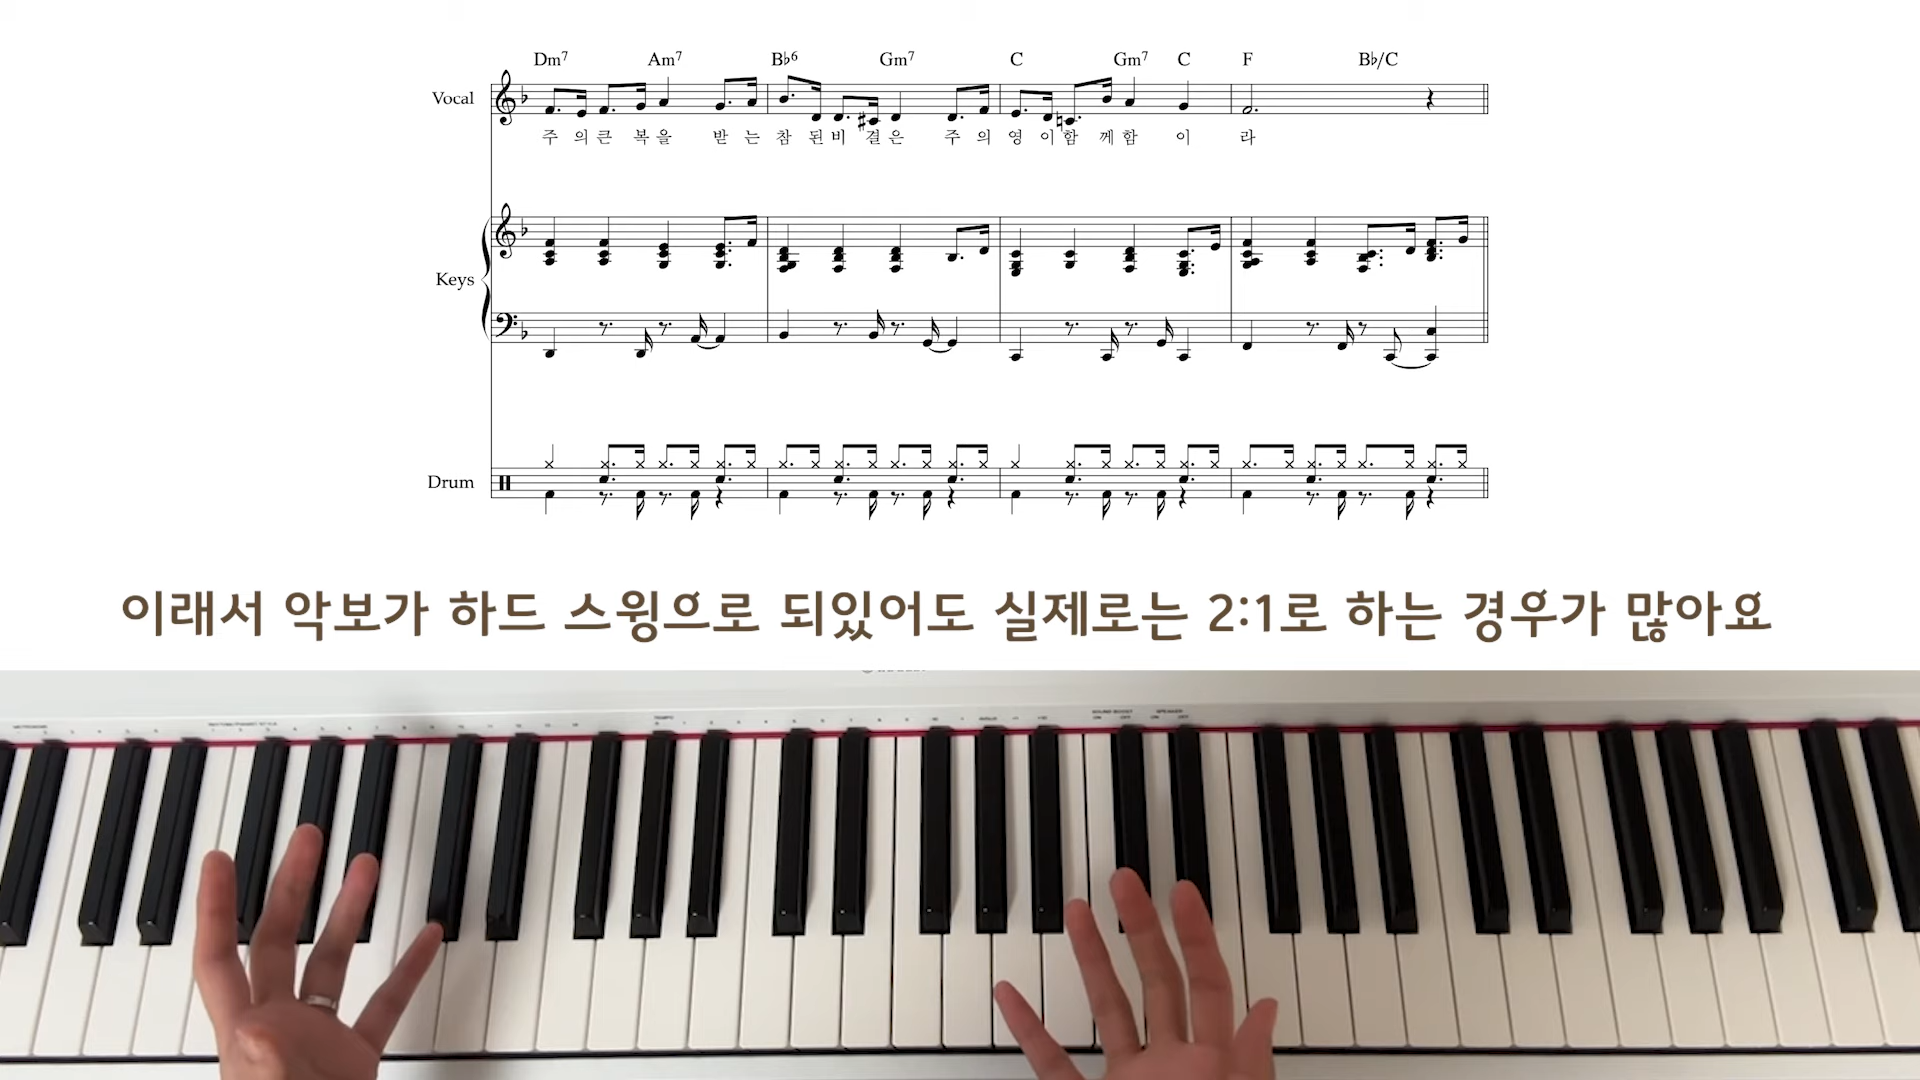 Dm7 Am7 Bb6 Gm7 C Gm7 C F Bb/C
Vocal
주 의 큰 복 을 받 는 참 된 비 결 은 주 의 영 이 함 께 함 이 라
Keys
Drum
이래서 악보가 하드 스윙으로 되있어도 실제로는 2:1로 하는 경우가 많아요